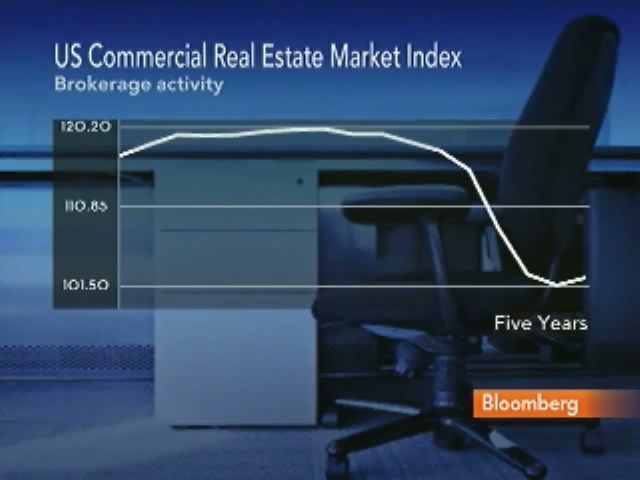 US Commercial Real Estate Market Index
Brokerage activity
120.20
110.85
101.50
Five Years
Bloomberg